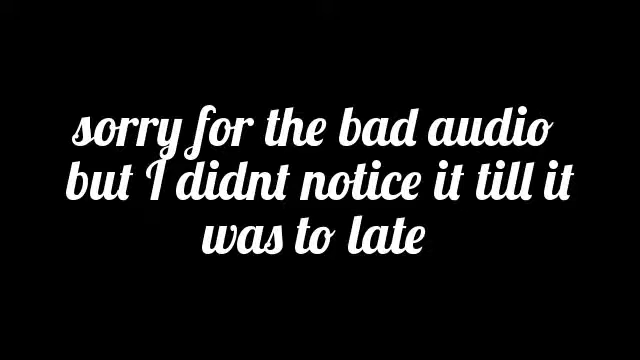 sorry for the bad audio
but I didnt notice it till it
was to late